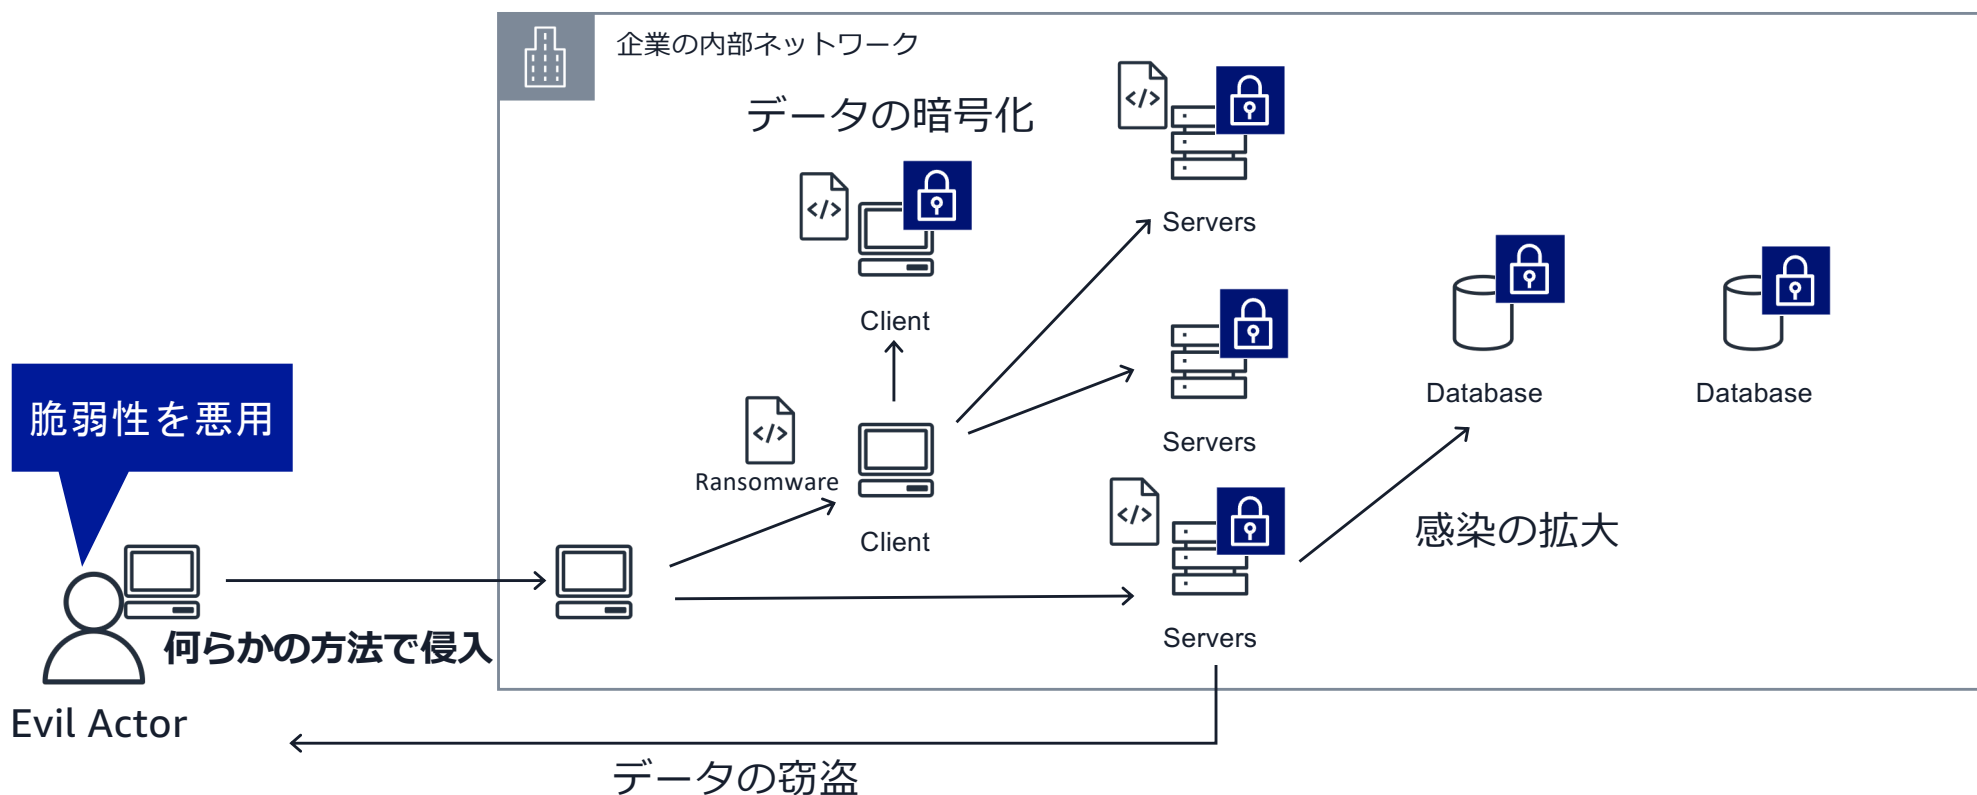 企業の内部ネットワーク
データの暗号化
</>
Servers
</>
Client
Servers
Database
Database
脆弱性を悪用
</>
Ransomware
Client
</>
Servers
感染の拡大
何らかの方法で侵入
Evil Actor
データの窃盗